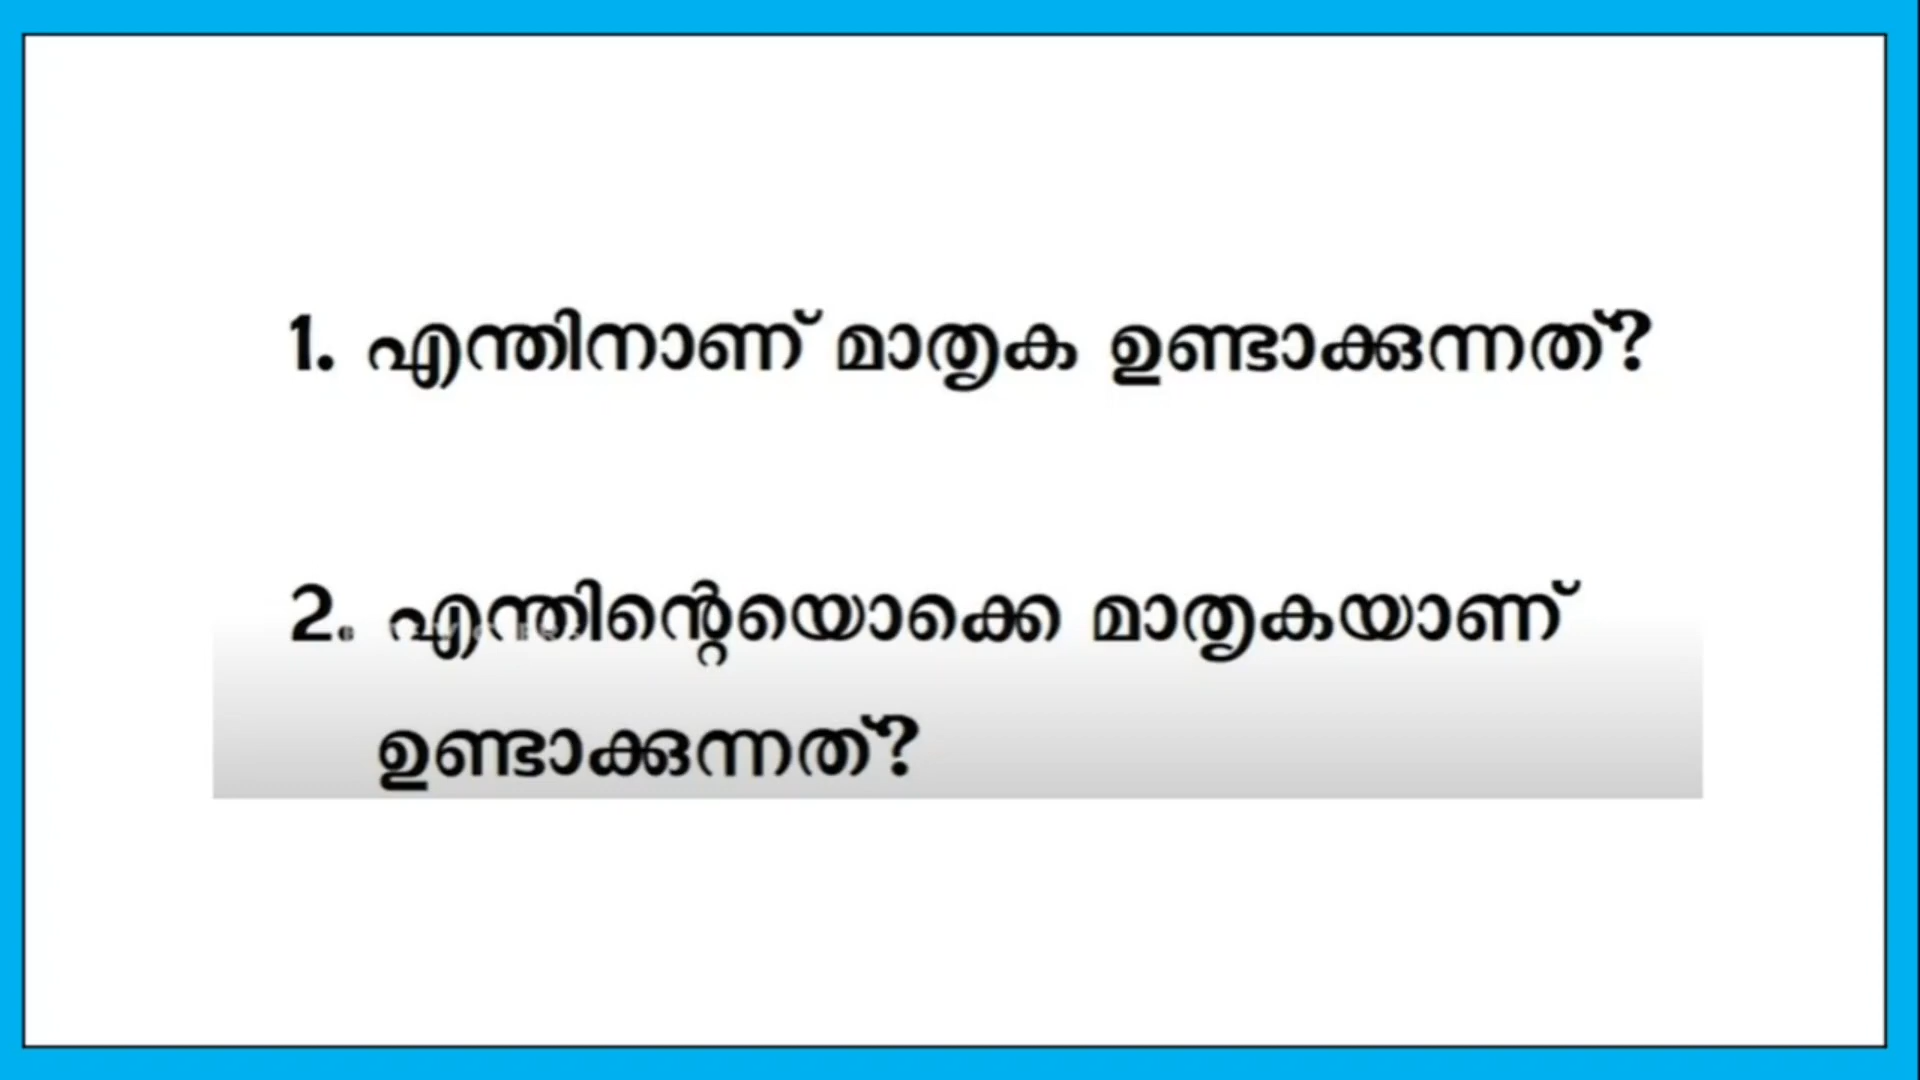 1. എന്തിനാണ് മാതൃക ഉണ്ടാക്കുന്നത്?
2. എന്തിന്റെയൊക്കെ മാതൃകയാണ്
ഉണ്ടാക്കുന്നത്?